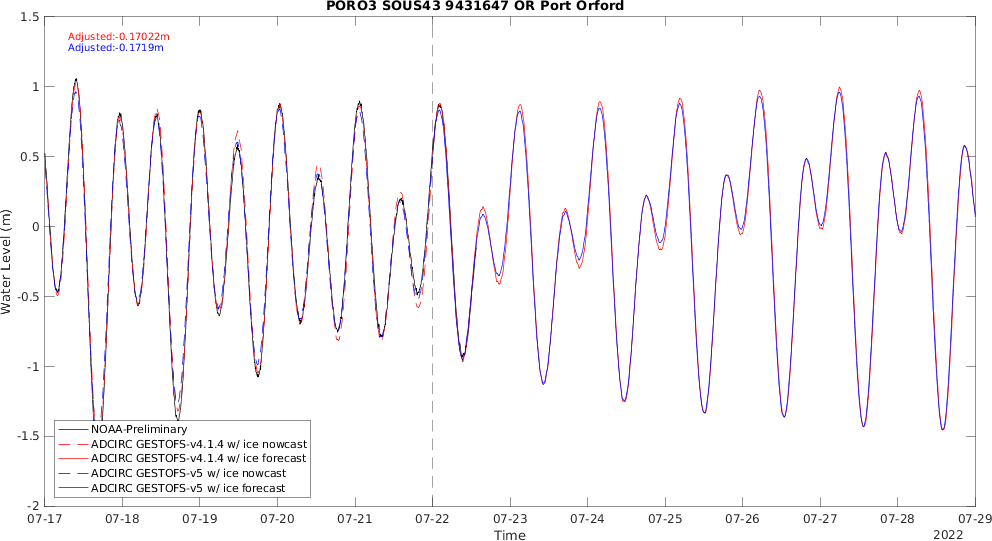 PORO3 SOUS43 9431647 OR Port Orford
Adjusted:-0.17022m
Adjusted:-0.1719m
Water Level (m)
1.5
1
0.5
0
-0.5
-1
-1.5
-2
NOAA-Preliminary
ADCIRC GESTOFS-v4.1.4 w/ ice nowcast
ADCIRC GESTOFS-v4.1.4 w/ ice forecast
ADCIRC GESTOFS-v5 w/ ice nowcast
ADCIRC GESTOFS-v5 w/ ice forecast
07-17 07-18 07-19 07-20 07-21 07-22 07-23 07-24 07-25 07-26 07-27 07-28 07-29
Time
2022